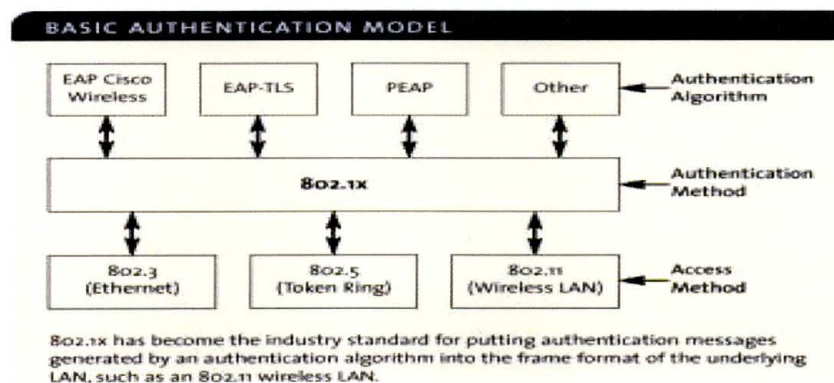 BASIC AUTHENTICATION MODEL
EAP Cisco
Wireless
EAP-TLS
PEAP
Other
Authentication
Algorithm
802.1x
Authentication
Method
802.3
(Ethernet)
802.5
(Token Ring)
802.11
(Wireless LAN)
Access
Method
802.1x has become the industry standard for putting authentication messages
generated by an authentication algorithm into the frame format of the underlying
LAN, such as an 802.11 wireless LAN.